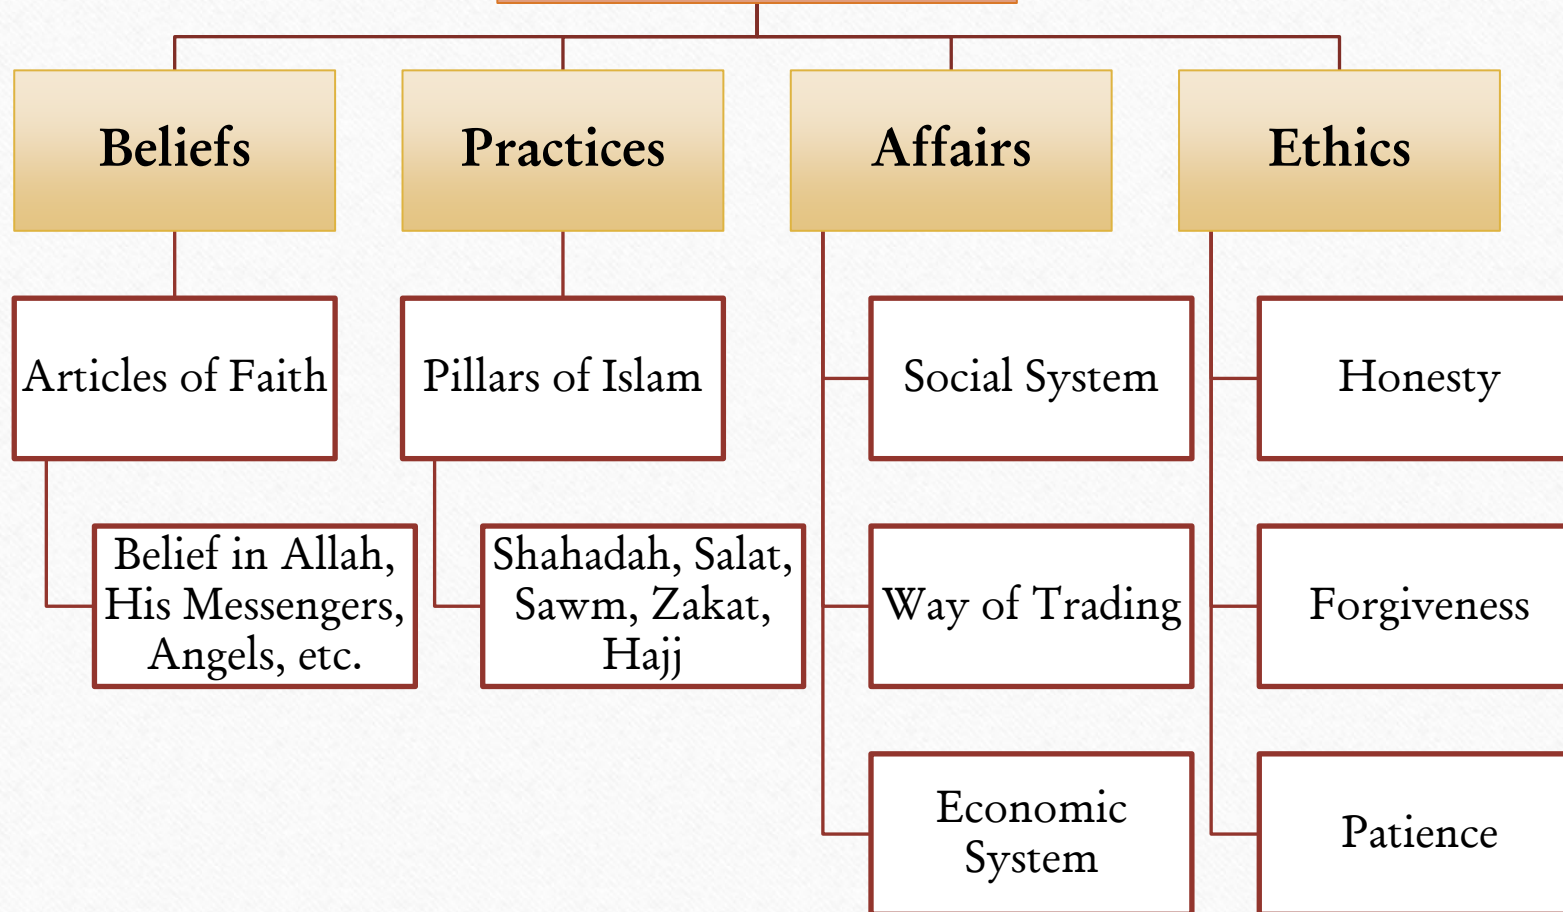 Beliefs
Practices
Affairs
Ethics
Articles of Faith
Pillars of Islam
Social System
Honesty
Belief in Allah,
His Messengers,
Angels, etc.
Shahadah, Salat,
Sawm, Zakat,
Hajj
Way of Trading
Forgiveness
Economic
System
Patience